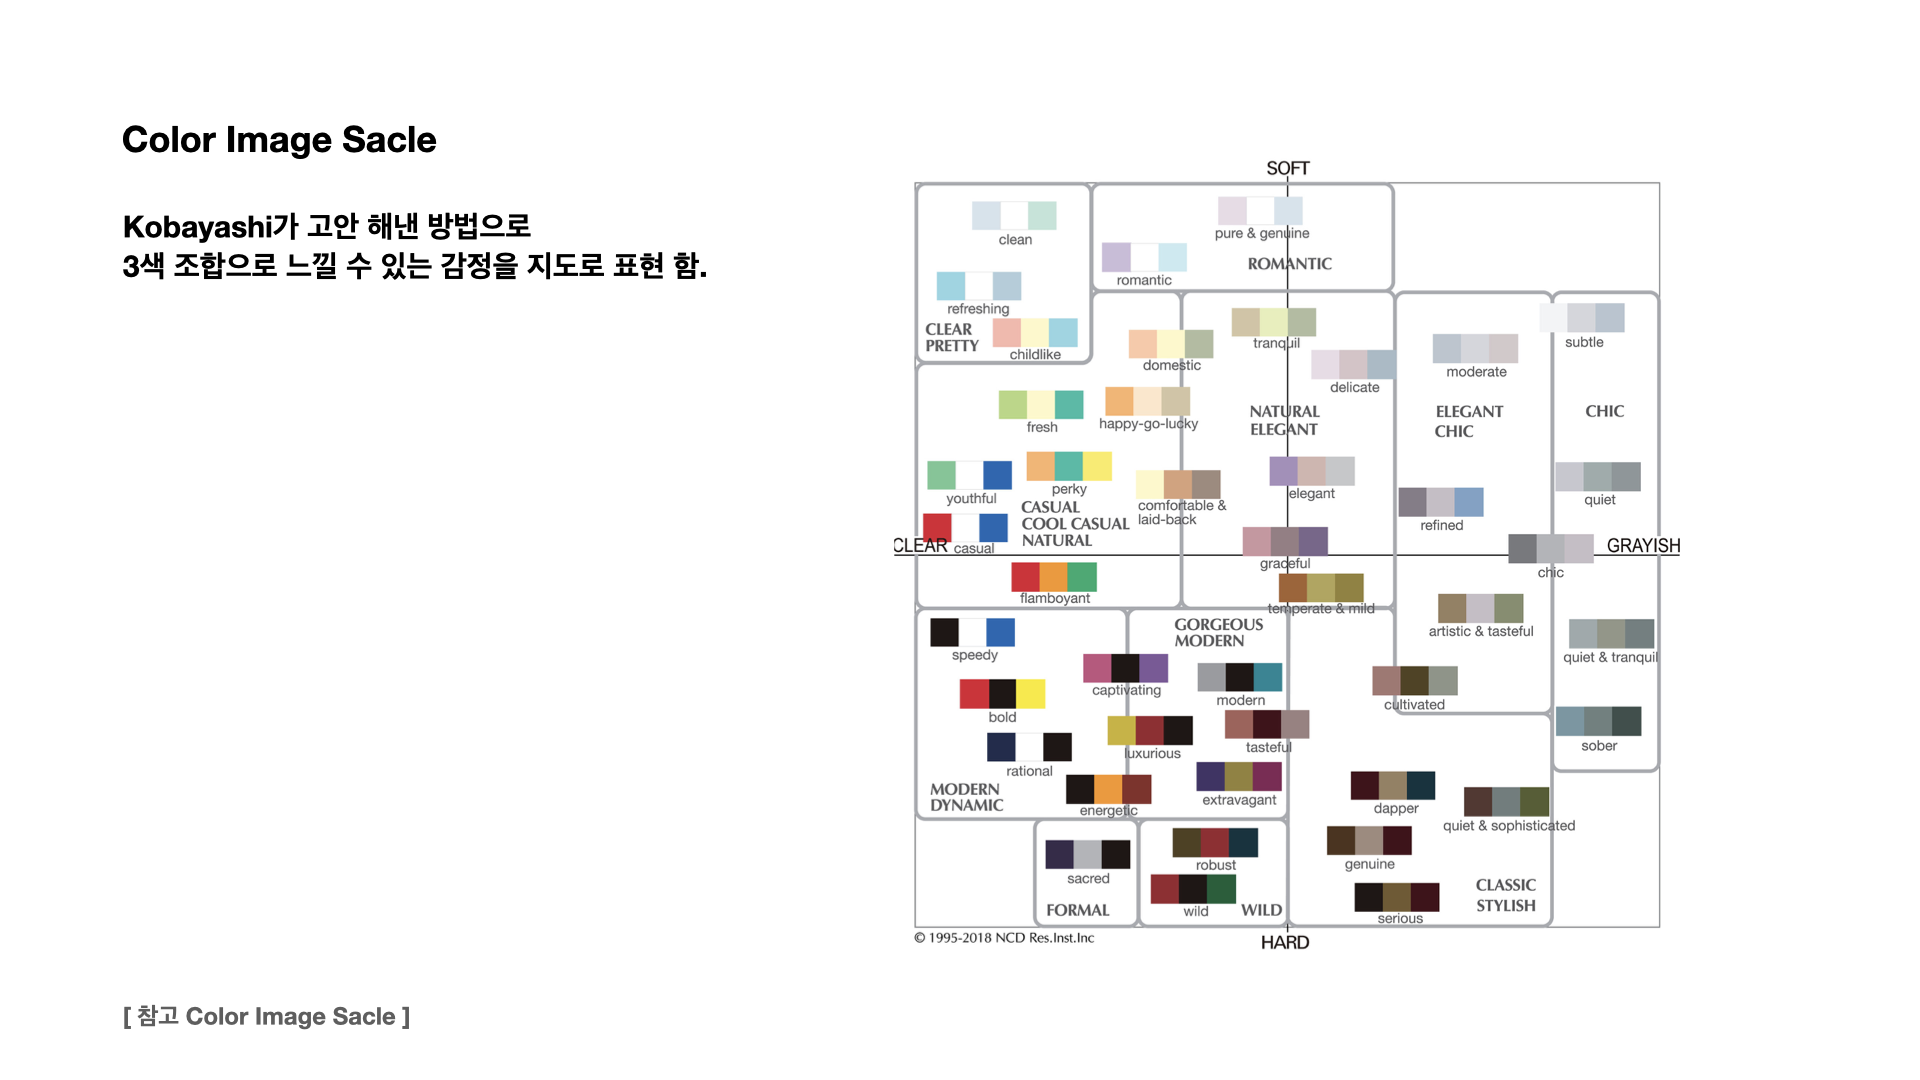 Color Image Sacle
Kobayashi가 고안 해낸 방법으로
3색 조합으로 느낄 수 있는 감정을 지도로 표현 함.
SOFT
clean
pure & genuine
romantic
ROMANTIC
refreshing
CLEAR
PRETTY
childlike
domestic
tranquil
delicate
moderate
subtle
fresh
happy-go-lucky
NATURAL
ELEGANT
ELEGANT
CHIC
CHIC
youthful
perky
comfortable &
laid-back
elegant
refined
quiet
CASUAL
COOL CASUAL
NATURAL
CLEAR
casual
GRAYISH
graceful
chic
flamboyant
temperate & mild
artistic & tasteful
quiet & tranquil
speedy
GORGEOUS
MODERN
captivating
modern
cultivated
bold
luxurious
tasteful
sober
rational
MODERN
DYNAMIC
energetic
extravagant
dapper
quiet & sophisticated
sacred
robust
genuine
FORMAL
wild
WILD
serious
CLASSIC
STYLISH
© 1995-2018 NCD Res.Inst.Inc
HARD
[ 참고 Color Image Sacle ]